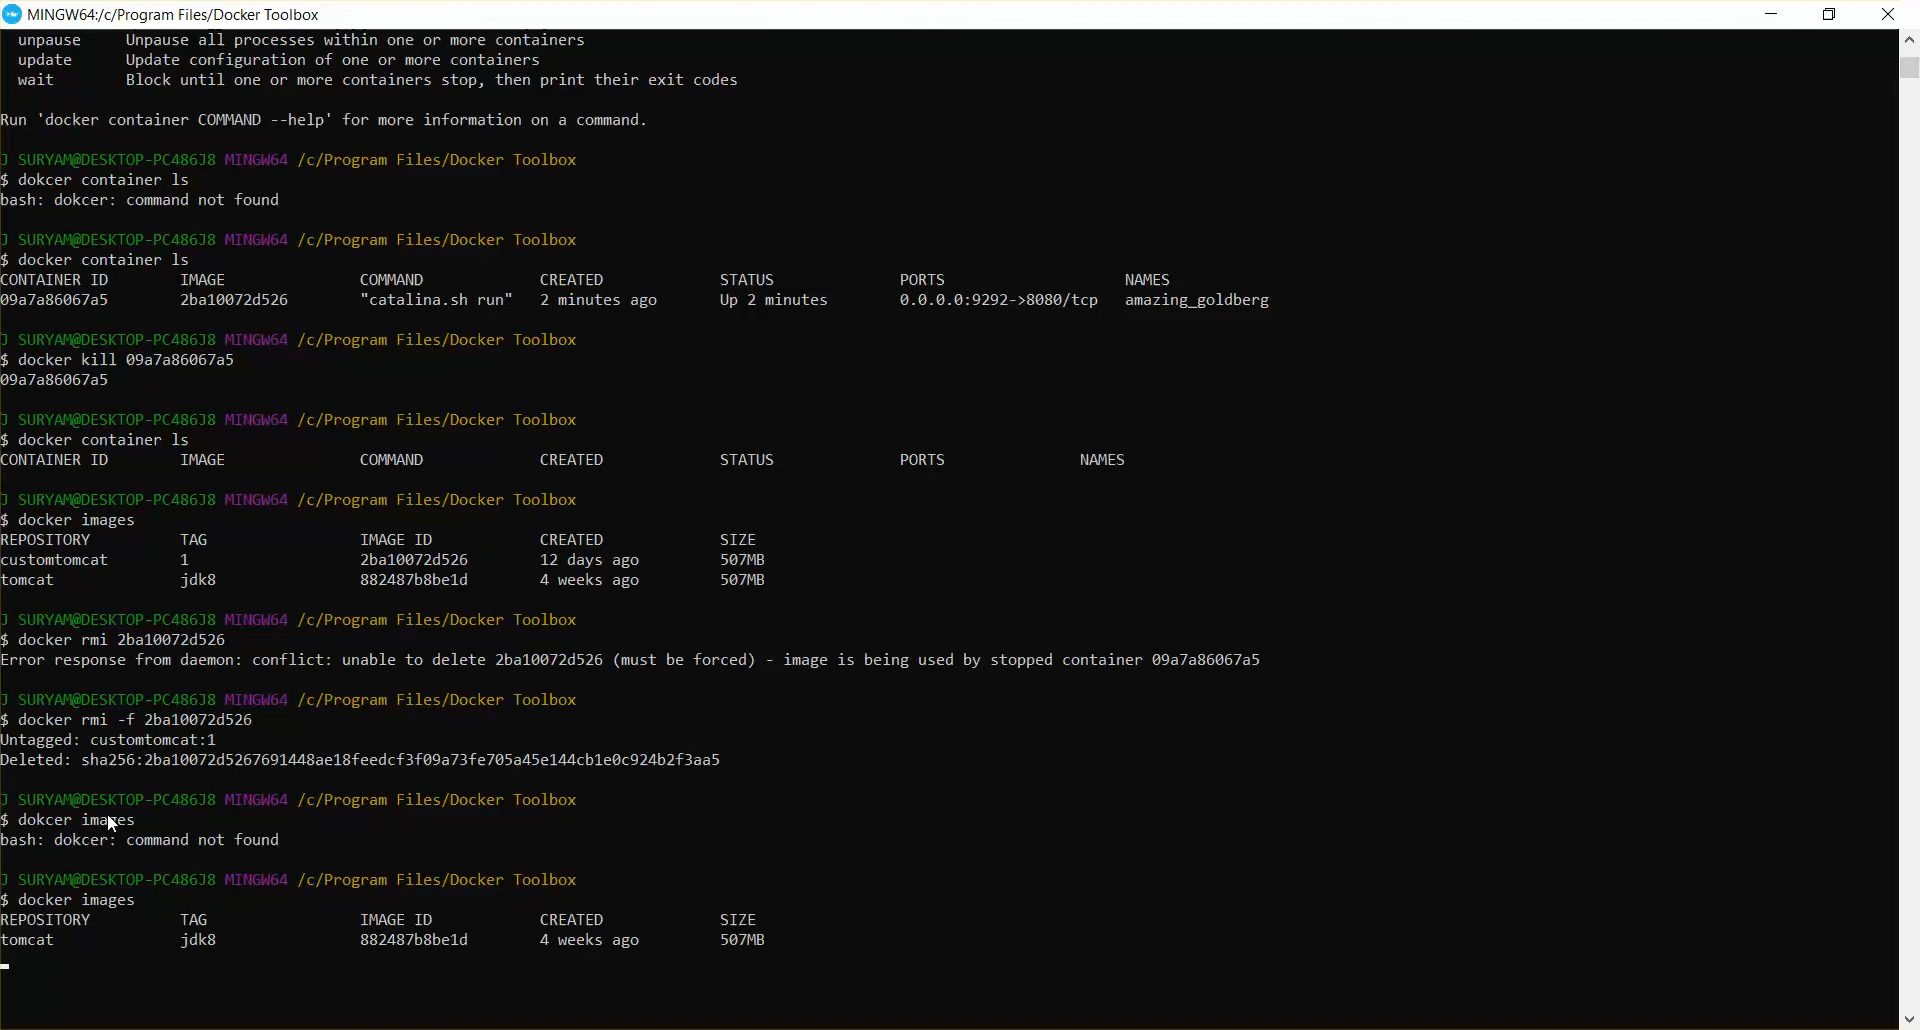 MINGW64:/c/Program Files/Docker Toolbox
unpause Unpause all processes within one or more containers
update Update configuration of one or more containers
wait Block until one or more containers stop, then print their exit codes
Run 'docker container COMMAND --help' for more information on a command.
J SURYAM@DESKTOP-PC486J8 MINGW64 /c/Program Files/Docker Toolbox
$ dokcer container ls
bash: dokcer: command not found
J SURYAM@DESKTOP-PC486J8 MINGW64 /c/Program Files/Docker Toolbox
$ docker container ls
CONTAINER ID IMAGE COMMAND CREATED STATUS PORTS NAMES
09a7a86067a5 2ba10072d526 "catalina.sh run" 2 minutes ago Up 2 minutes 0.0.0.0:9292->8080/tcp amazing_goldberg
J SURYAM@DESKTOP-PC486J8 MINGW64 /c/Program Files/Docker Toolbox
$ docker kill 09a7a86067a5
09a7a86067a5
J SURYAM@DESKTOP-PC486J8 MINGW64 /c/Program Files/Docker Toolbox
$ docker container ls
CONTAINER ID IMAGE COMMAND CREATED STATUS PORTS NAMES
J SURYAM@DESKTOP-PC486J8 MINGW64 /c/Program Files/Docker Toolbox
$ docker images
REPOSITORY TAG IMAGE ID CREATED SIZE
customtomcat 1 2ba10072d526 12 days ago 507MB
tomcat jdk8 882487b8be1d 4 weeks ago 507MB
J SURYAM@DESKTOP-PC486J8 MINGW64 /c/Program Files/Docker Toolbox
$ docker rmi 2ba10072d526
Error response from daemon: conflict: unable to delete 2ba10072d526 (must be forced) - image is being used by stopped container 09a7a86067a5
J SURYAM@DESKTOP-PC486J8 MINGW64 /c/Program Files/Docker Toolbox
$ docker rmi -f 2ba10072d526
Untagged: customtomcat:1
Deleted: sha256:2ba10072d5267691448ae18feedcf3f09a73fe705a45e144cb1e0c924b2f3aa5
J SURYAM@DESKTOP-PC486J8 MINGW64 /c/Program Files/Docker Toolbox
$ dokcer images
bash: dokcer: command not found
J SURYAM@DESKTOP-PC486J8 MINGW64 /c/Program Files/Docker Toolbox
$ docker images
REPOSITORY TAG IMAGE ID CREATED SIZE
tomcat jdk8 882487b8be1d 4 weeks ago 507MB